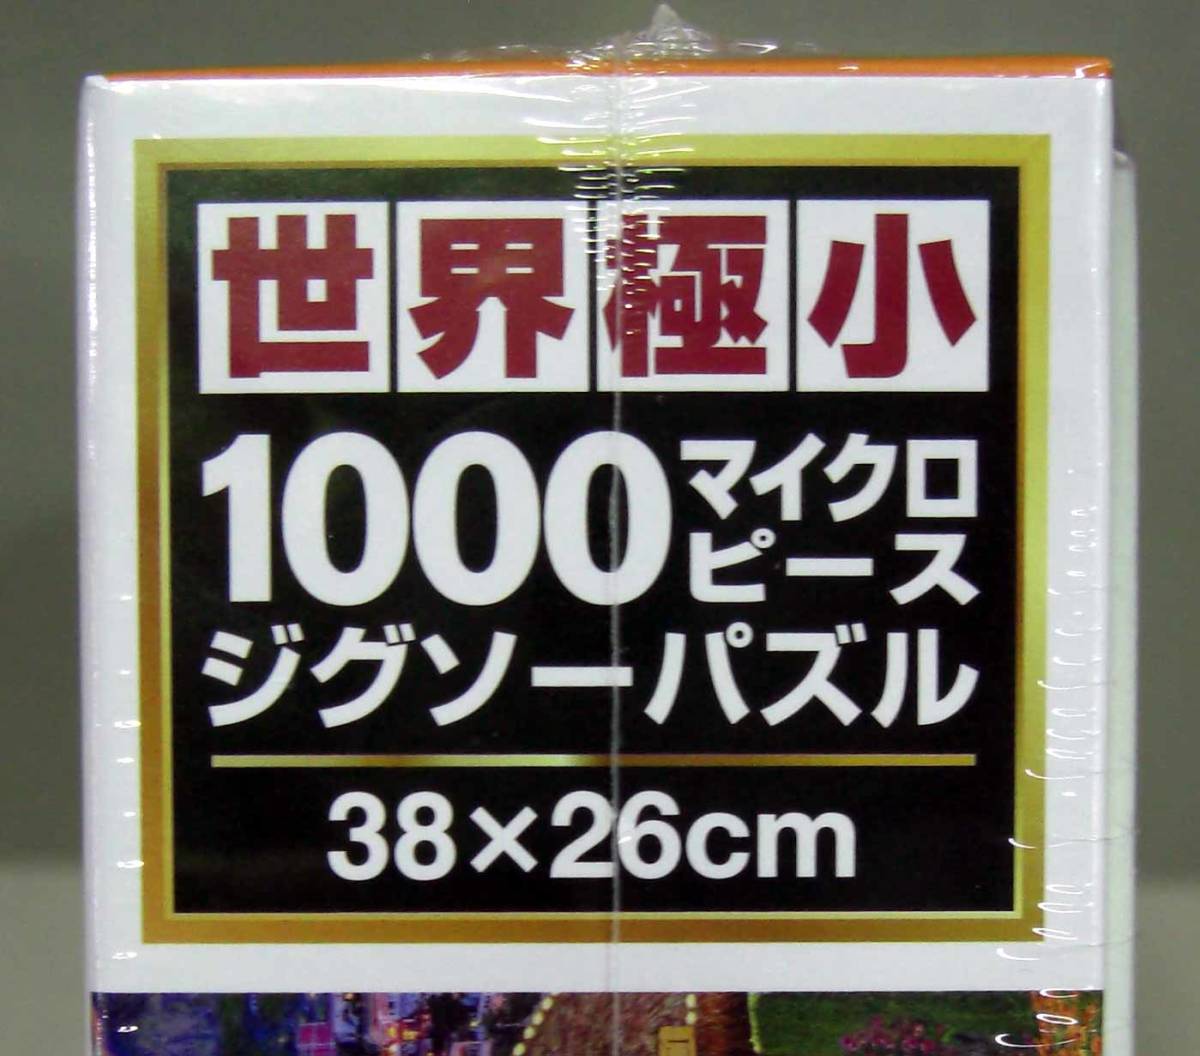 世界極小
1000マイクロピース
ジグソーパズル
38×26cm